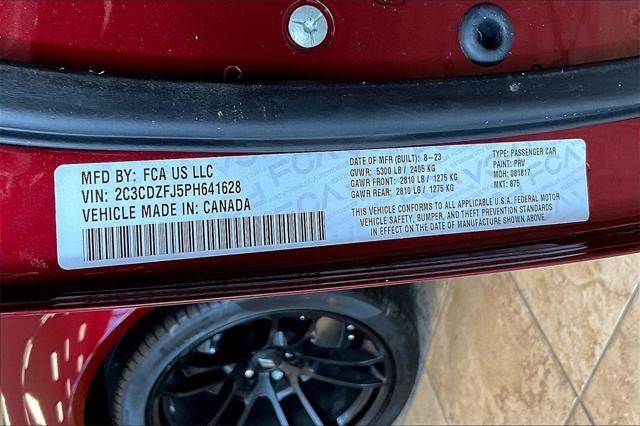 MFD BY: FCA US LLC
VIN: 2C3CDZFJ5PH641628
VEHICLE MADE IN: CANADA
DATE OF MFR (BUILT): 8-23
GVWR: 5300 LB / 2405 KG
GAWR FRONT: 2810 LB / 1275 KG
GAWR REAR: 2810 LB / 1275 KG
TYPE: PASSENGER CAR
PAINT: PRV
MDH: 081817
MKT: 875
THIS VEHICLE CONFORMS TO ALL APPLICABLE U.S.A. FEDERAL MOTOR
VEHICLE SAFETY, BUMPER, AND THEFT PREVENTION STANDARDS
IN EFFECT ON THE DATE OF MANUFACTURE SHOWN ABOVE.